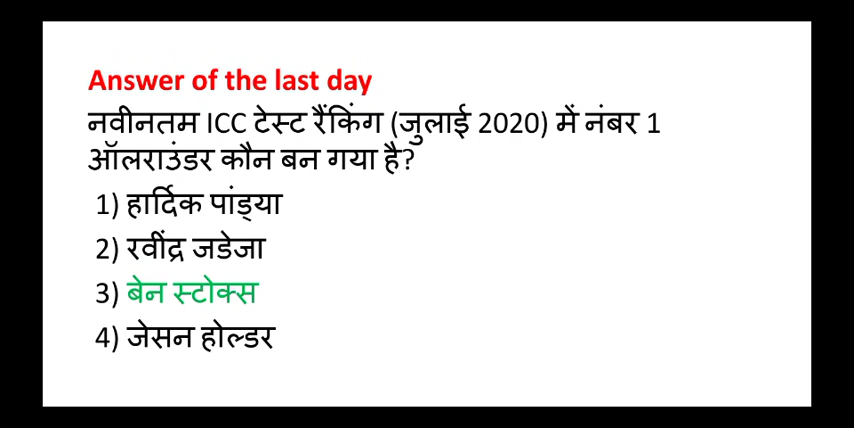 Answer of the last day
नवीनतम ICC टेस्ट रैंकिंग (जुलाई 2020) में नंबर 1
ऑलराउंडर कौन बन गया है?
1) हार्दिक पांड्या
2) रवींद्र जडेजा
3) बेन स्टोक्स
4) जेसन होल्डर